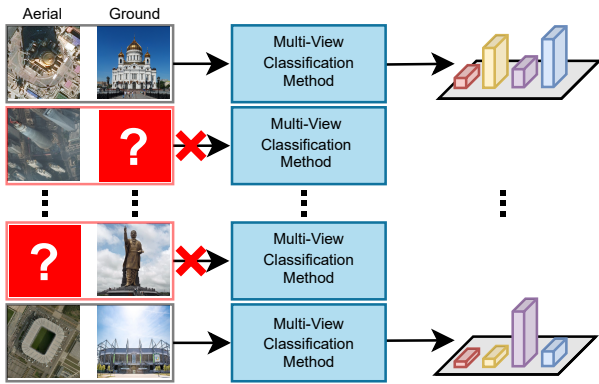 Aerial Ground
Multi-View
Classification
Method
?
Multi-View
Classification
Method
?
Multi-View
Classification
Method
Multi-View
Classification
Method